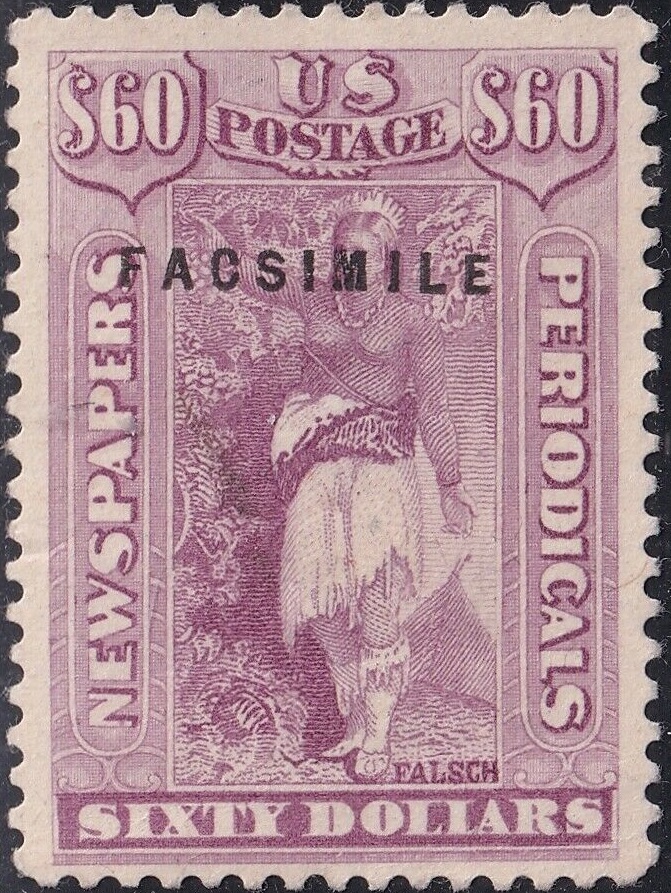 $60
US
POSTAGE
$60
FACSIMILE
NEWSPAPERS
PERIODICALS
FALSCH
SIXTY DOLLARS